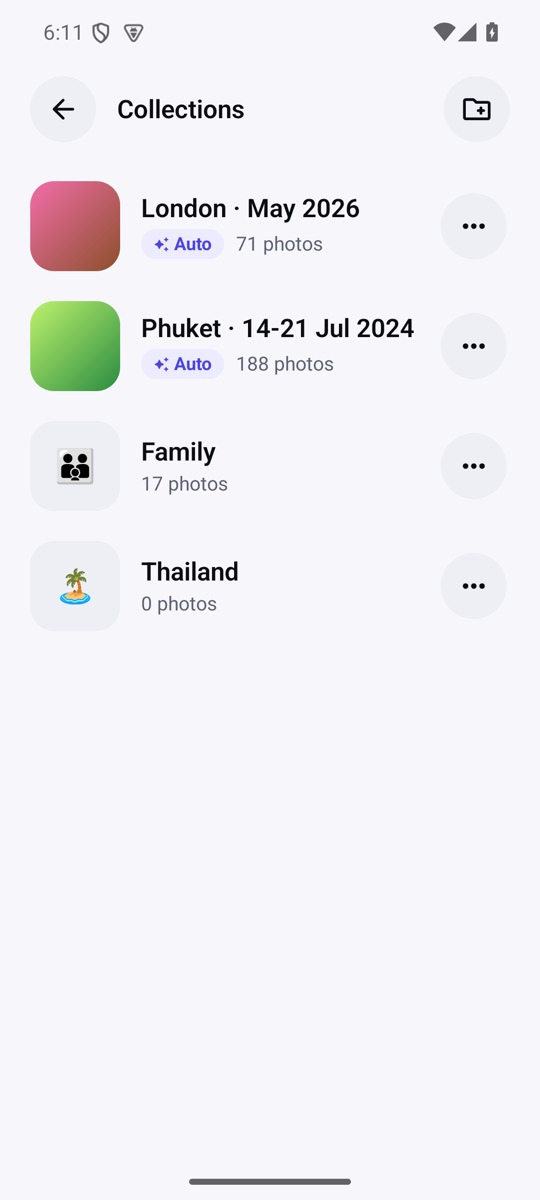 6:11
Collections
London · May 2026
Auto 71 photos
Phuket · 14-21 Jul 2024
Auto 188 photos
Family
17 photos
Thailand
0 photos